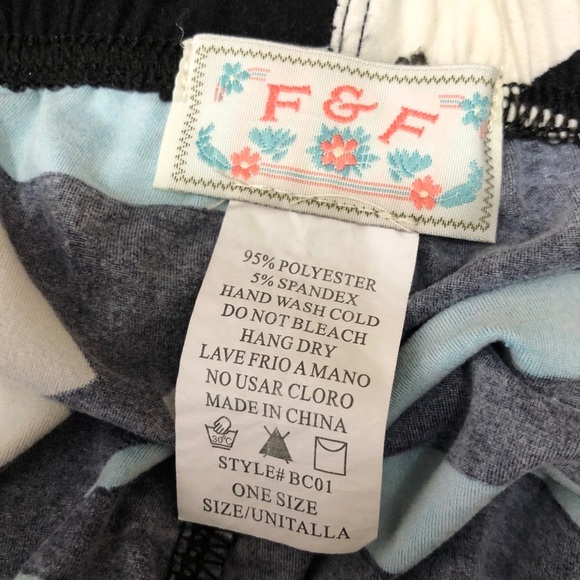 F & F
95% POLYESTER
5% SPANDEX
HAND WASH COLD
DO NOT BLEACH
HANG DRY
LAVE FRIO A MANO
NO USAR CLORO
MADE IN CHINA
30°C
STYLE# BC01
ONE SIZE
SIZE/UNITALLA